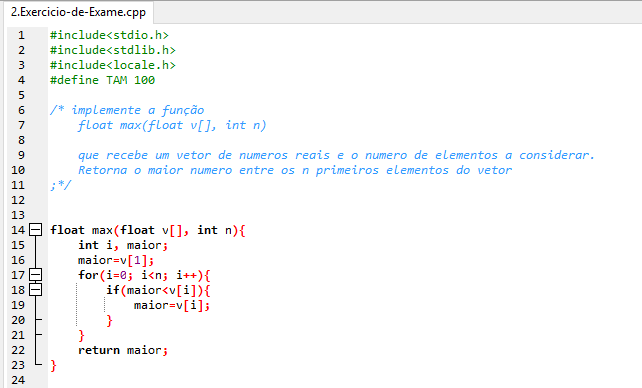 2.Exercicio-de-Exame.cpp
1 #include<stdio.h>
2 #include<stdlib.h>
3 #include<locale.h>
4 #define TAM 100
5
6 /* implemente a função
7 float max(float v[], int n)
8
9 que recebe um vetor de numeros reais e o numero de elementos a considerar.
10 Retorna o maior numero entre os n primeiros elementos do vetor
11 ;*/
12
13
14 float max(float v[], int n){
15 int i, maior;
16 maior=v[1];
17 for(i=0; i<n; i++){
18 if(maior<v[i]){
19 maior=v[i];
20 }
21 }
22 return maior;
23 }
24